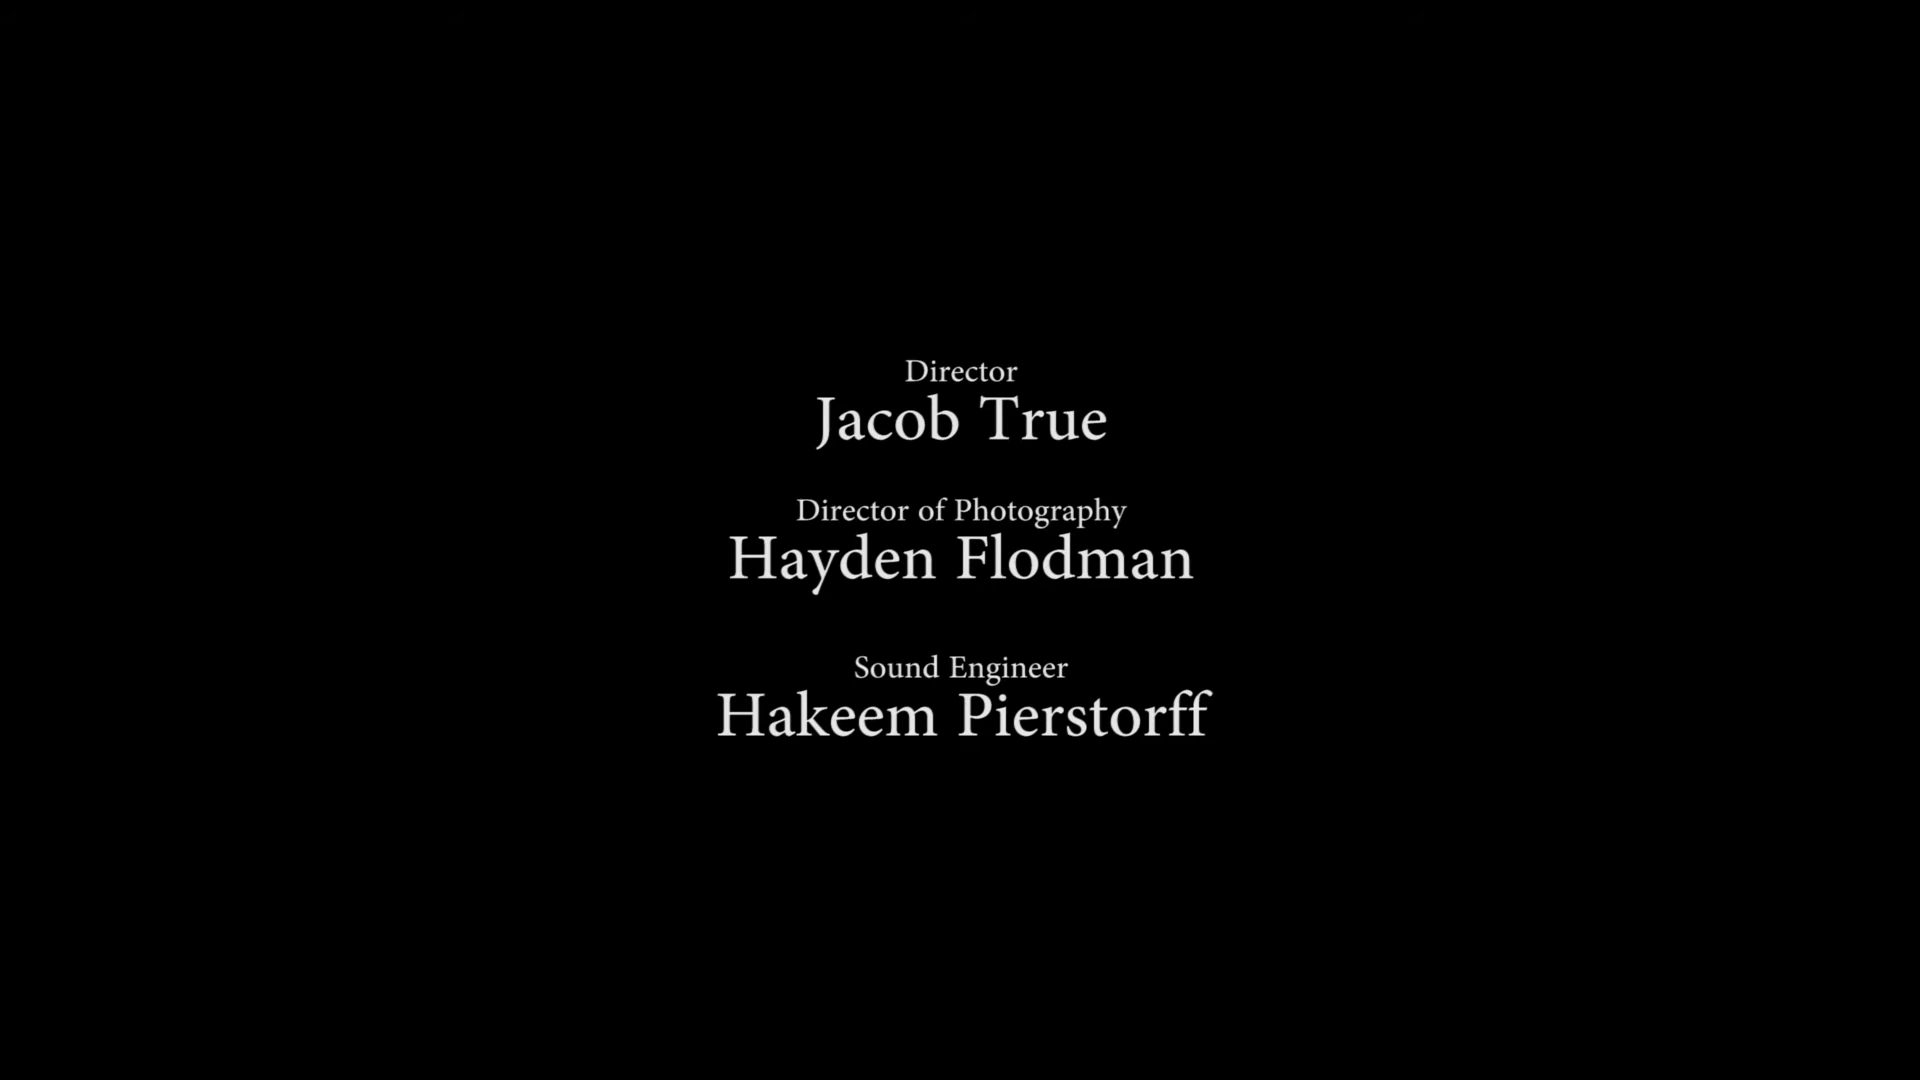 Director
Jacob True
Director of Photography
Hayden Flodman
Sound Engineer
Hakeem Pierstorff